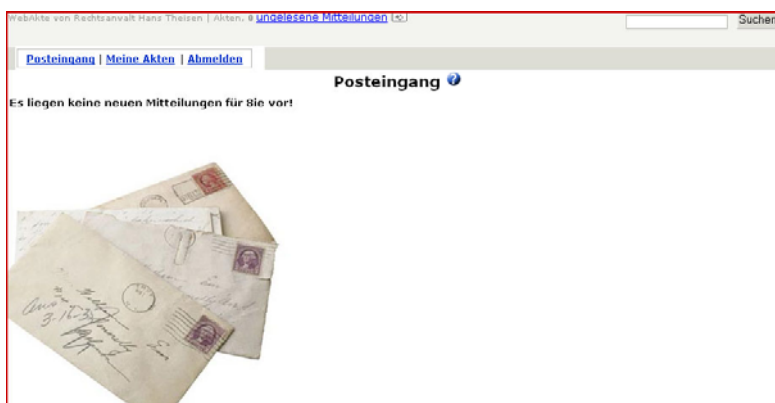 WebAkte von Rechtsanwalt Hans Theisen | Akten. 0 ungelesene Mitteilungen
Suchen
Posteingang | Meine Akten | Abmelden
Posteingang ?
Es liegen keine neuen Mitteilungen für Sie vor!